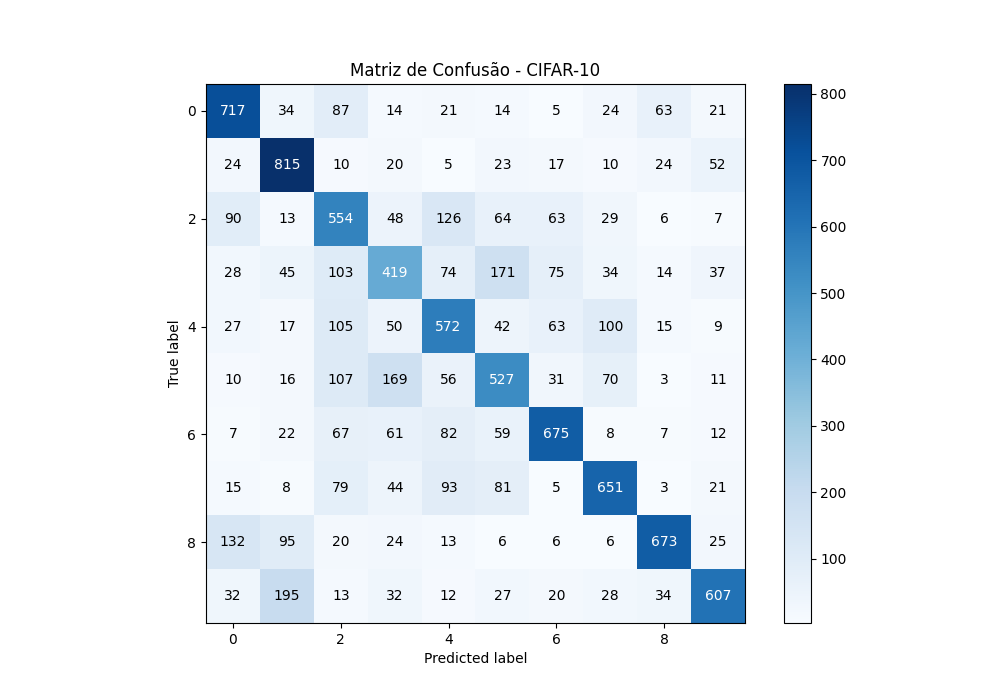 Matriz de Confusão - CIFAR-10
0 717 34 87 14 21 14 5 24 63 21
24 815 10 20 5 23 17 10 24 52
2 90 13 554 48 126 64 63 29 6 7
28 45 103 419 74 171 75 34 14 37
4 27 17 105 50 572 42 63 100 15 9
10 16 107 169 56 527 31 70 3 11
6 7 22 67 61 82 59 675 8 7 12
15 8 79 44 93 81 5 651 3 21
8 132 95 20 24 13 6 6 6 673 25
32 195 13 32 12 27 20 28 34 607
0 2 4 6 8
Predicted label
True label
800
700
600
500
400
300
200
100